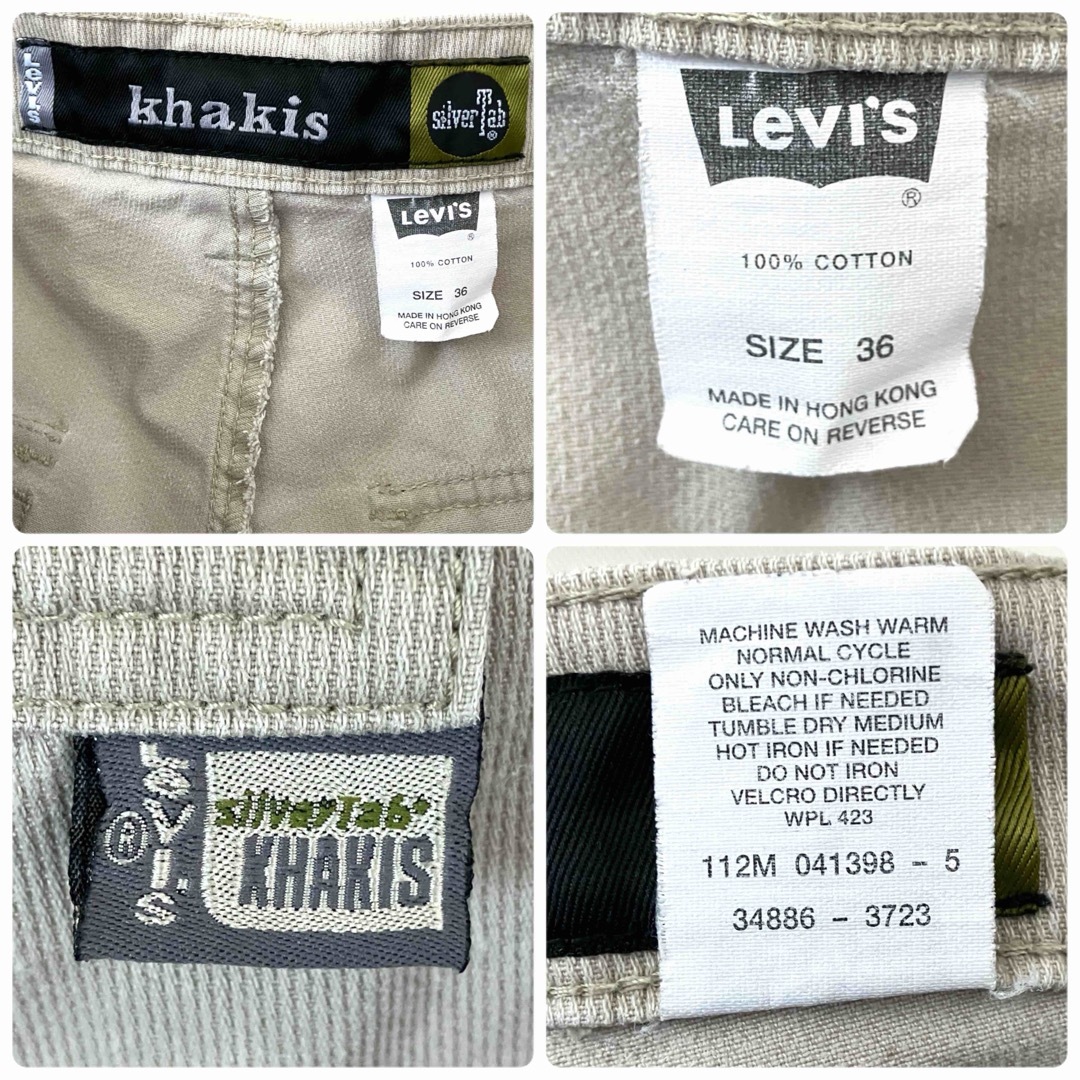 Levi's
khakis
silverTab®
Levi's
®
100% COTTON
SIZE 36
MADE IN HONG KONG
CARE ON REVERSE
Levi's
®
100% COTTON
SIZE 36
MADE IN HONG KONG
CARE ON REVERSE
LEVI'S
®
silverTab®
KHAKIS
MACHINE WASH WARM
NORMAL CYCLE
ONLY NON-CHLORINE
BLEACH IF NEEDED
TUMBLE DRY MEDIUM
HOT IRON IF NEEDED
DO NOT IRON
VELCRO DIRECTLY
WPL 423
112M 041398 - 5
34886 - 3723